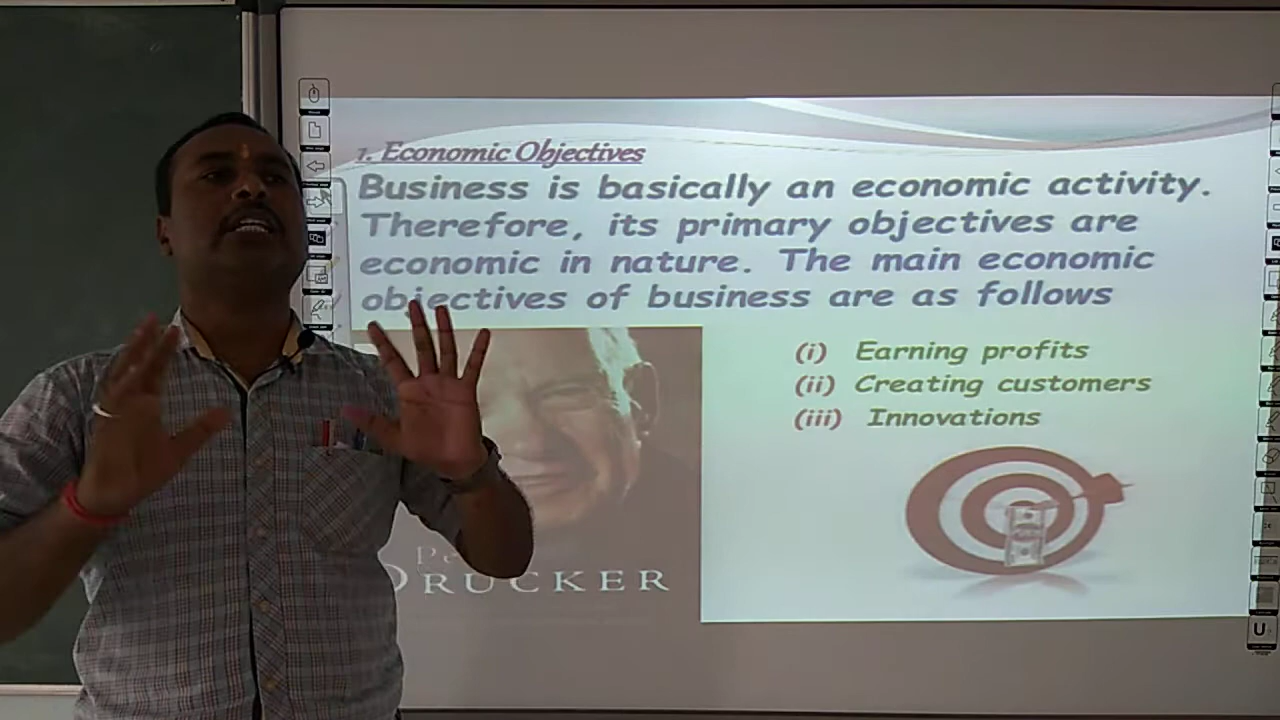 1. Economic Objectives
Business is basically an economic activity.
Therefore, its primary objectives are
economic in nature. The main economic
objectives of business are as follows
(i) Earning profits
(ii) Creating customers
(iii) Innovations
DRUCKER
U